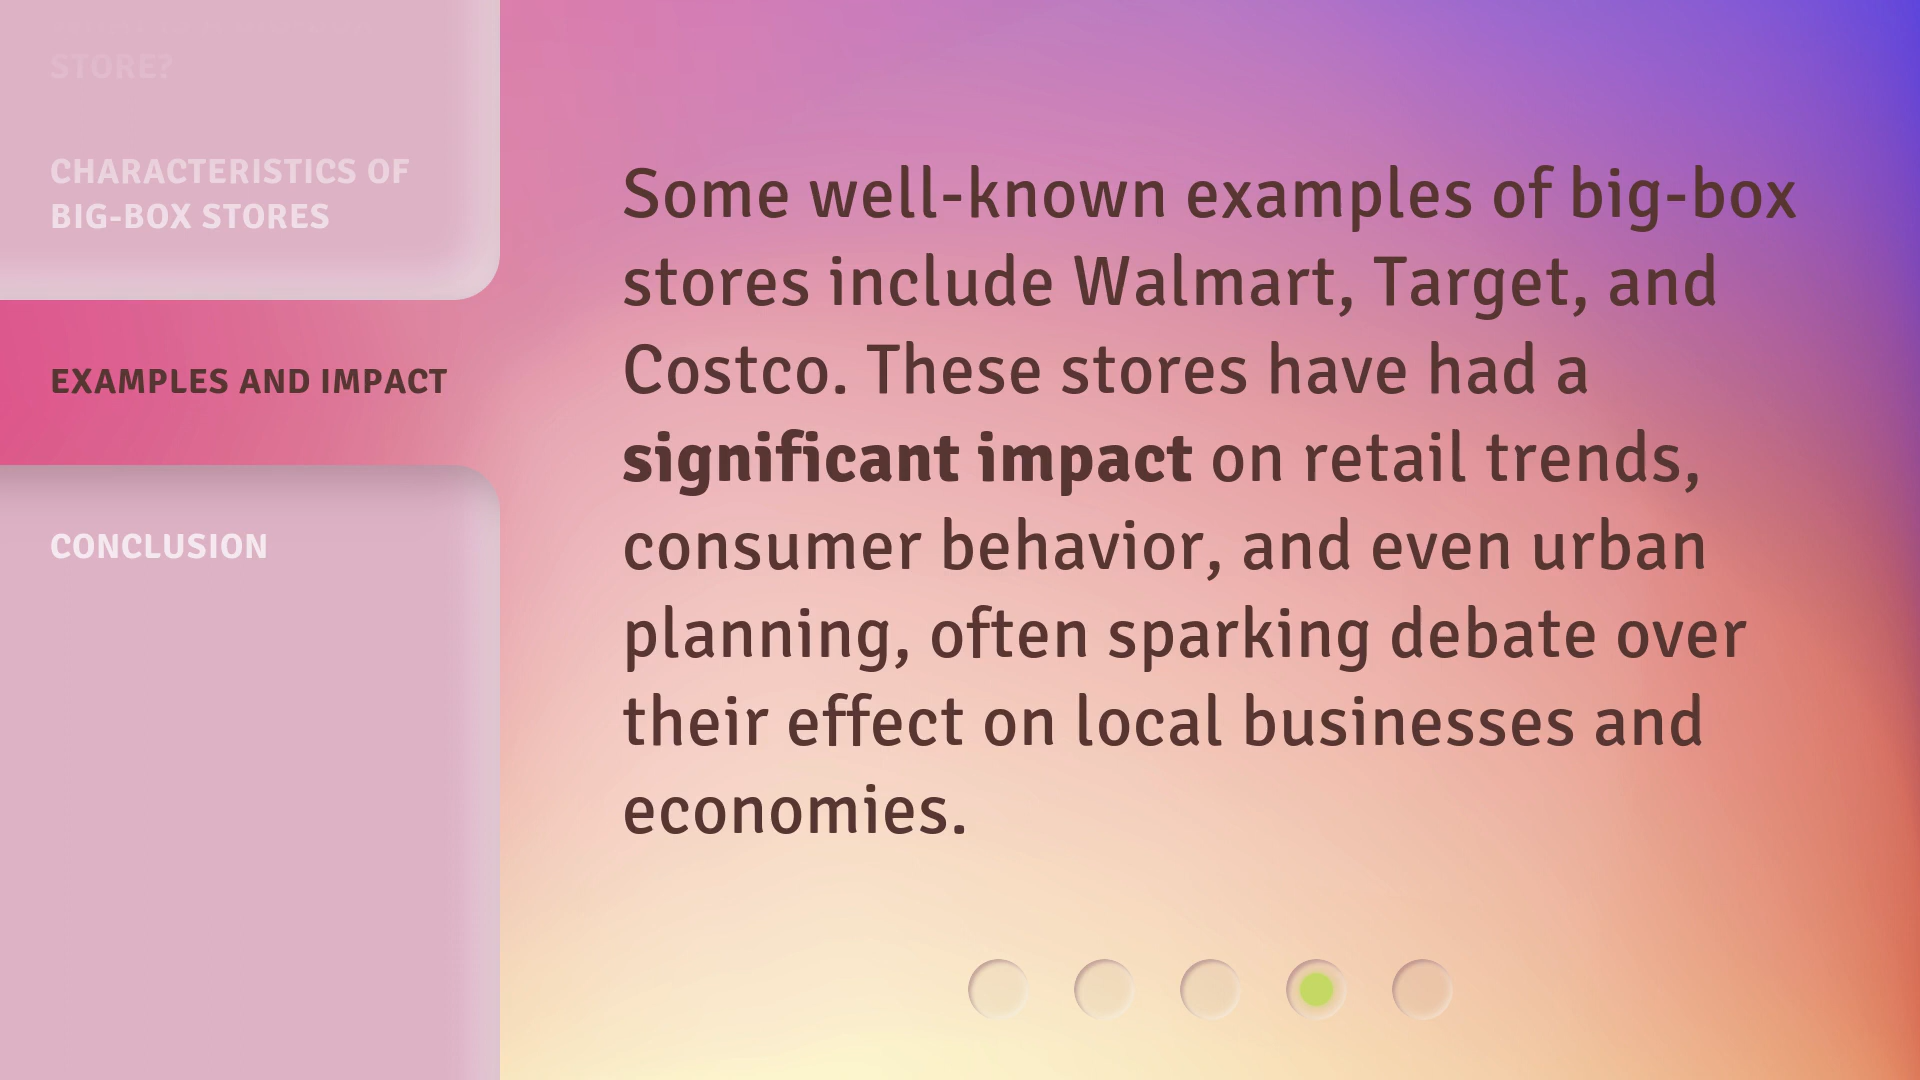 STORE?
CHARACTERISTICS OF
BIG-BOX STORES
EXAMPLES AND IMPACT
CONCLUSION
Some well-known examples of big-box
stores include Walmart, Target, and
Costco. These stores have had a
significant impact on retail trends,
consumer behavior, and even urban
planning, often sparking debate over
their effect on local businesses and
economies.